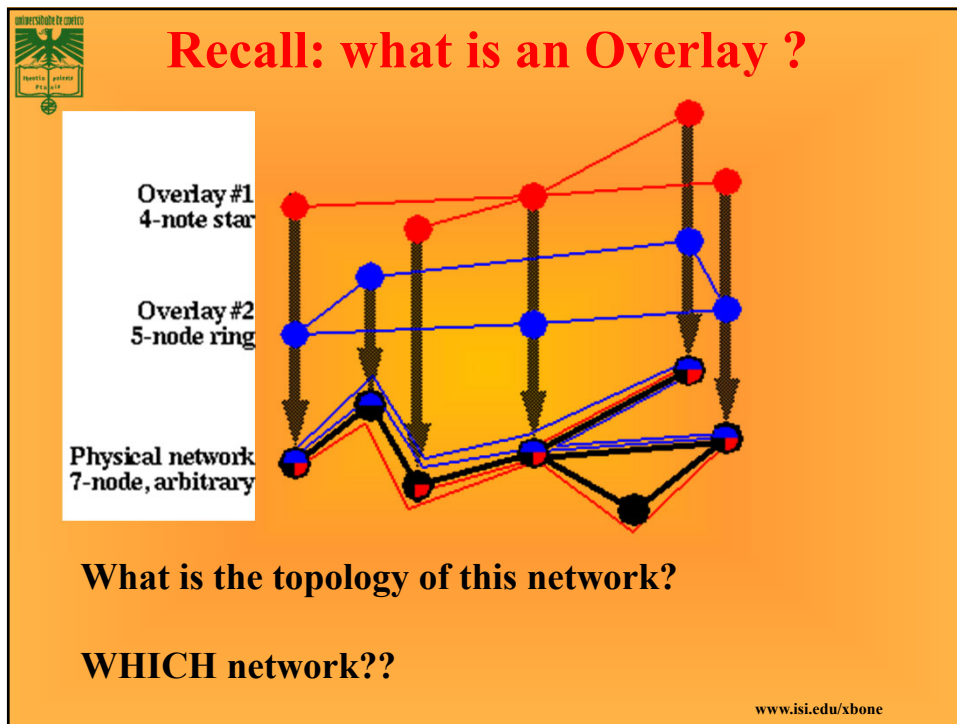 Recall: what is an Overlay ?
Overlay #1
4-note star
Overlay #2
5-node ring
Physical network
7-node, arbitrary
What is the topology of this network?
WHICH network??
www.isi.edu/xbone